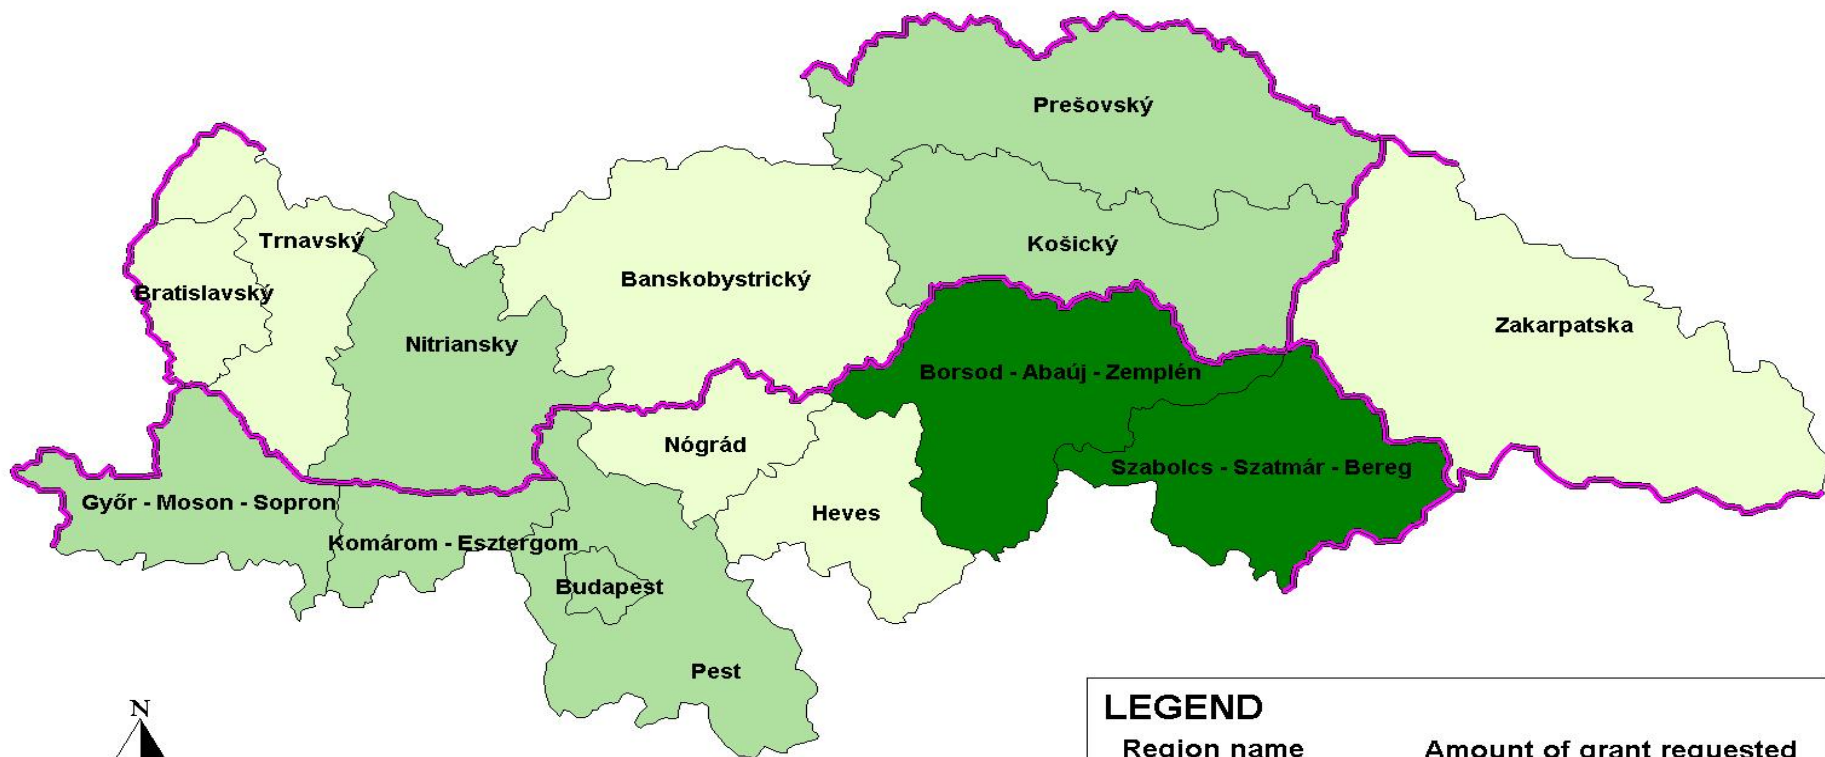 Prešovský
Košický
Trnavský
Bratislavský
Banskobystrický
Zakarpatska
Nitriansky
Borsod - Abaúj - Zemplén
Nógrád
Szabolcs - Szatmár - Bereg
Győr - Moson - Sopron
Heves
Komárom - Esztergom
Budapest
Pest
N
LEGEND
Region name Amount of grant requested